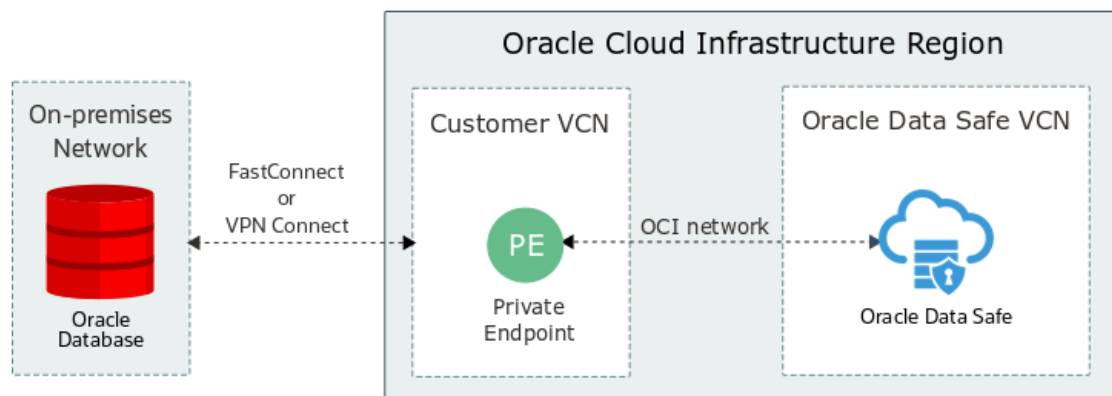 Oracle Cloud Infrastructure Region
On-premises
Network
Oracle
Database
FastConnect
or
VPN Connect
Customer VCN
PE
Private
Endpoint
OCI network
Oracle Data Safe VCN
Oracle Data Safe